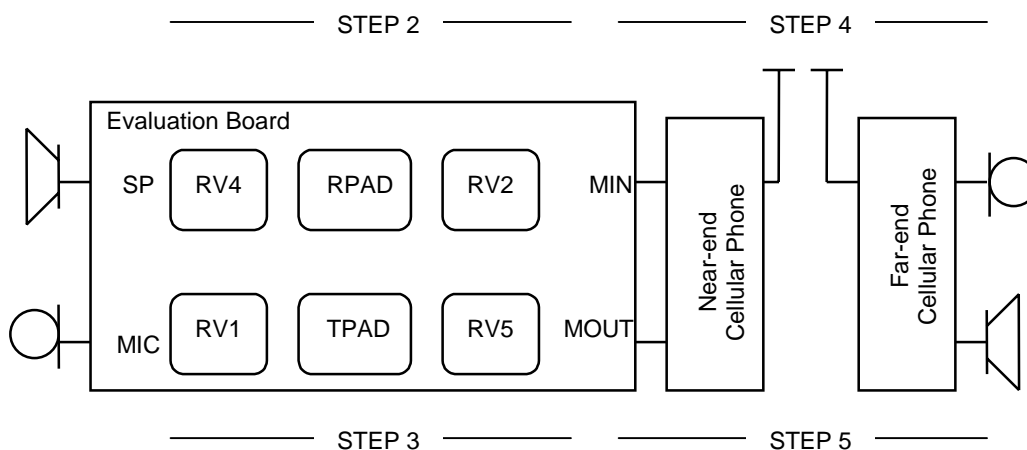 STEP 2
STEP 4
Evaluation Board
SP
RV4
RPAD
RV2
MIN
MIC
RV1
TPAD
RV5
MOUT
Near-end
Cellular Phone
Far-end
Cellular Phone
STEP 3
STEP 5